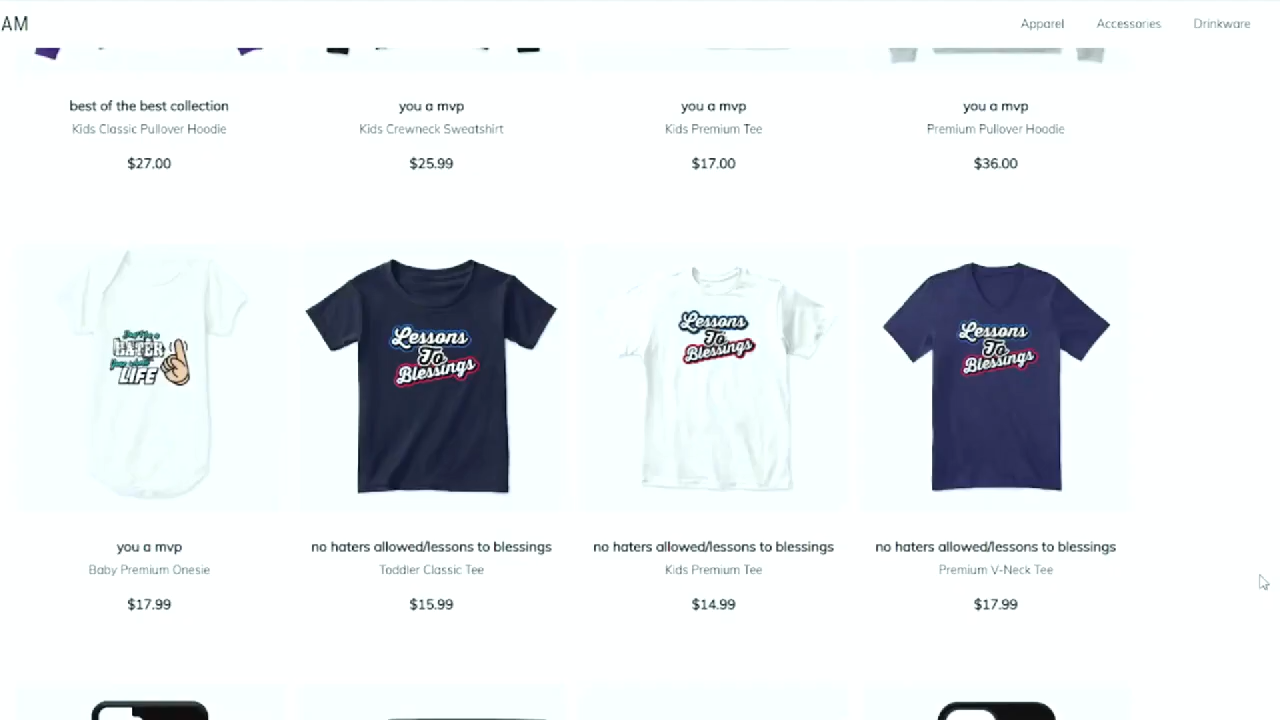 AM
Apparel
Accessories
Drinkware
best of the best collection
Kids Classic Pullover Hoodie
$27.00
you a mvp
Kids Crewneck Sweatshirt
$25.99
you a mvp
Kids Premium Tee
$17.00
you a mvp
Premium Pullover Hoodie
$36.00
HATER
LIFE
you a mvp
Baby Premium Onesie
$17.99
Lessons
To
Blessings
no haters allowed/lessons to blessings
Toddler Classic Tee
$15.99
Lessons
To
Blessings
no haters allowed/lessons to blessings
Kids Premium Tee
$14.99
Lessons
To
Blessings
no haters allowed/lessons to blessings
Premium V-Neck Tee
$17.99